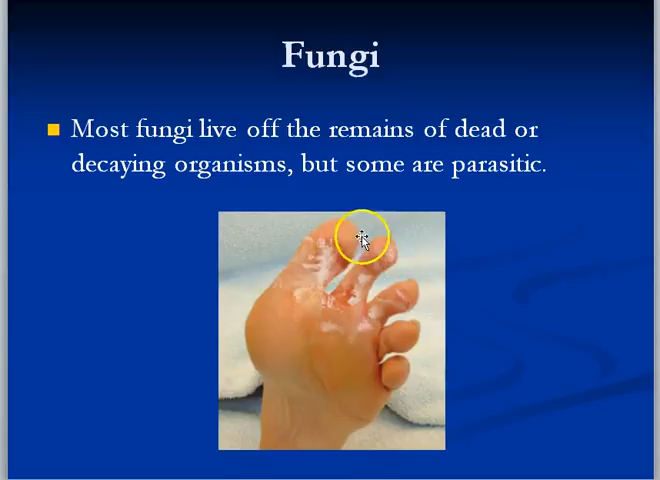 Fungi
Most fungi live off the remains of dead or
decaying organisms, but some are parasitic.